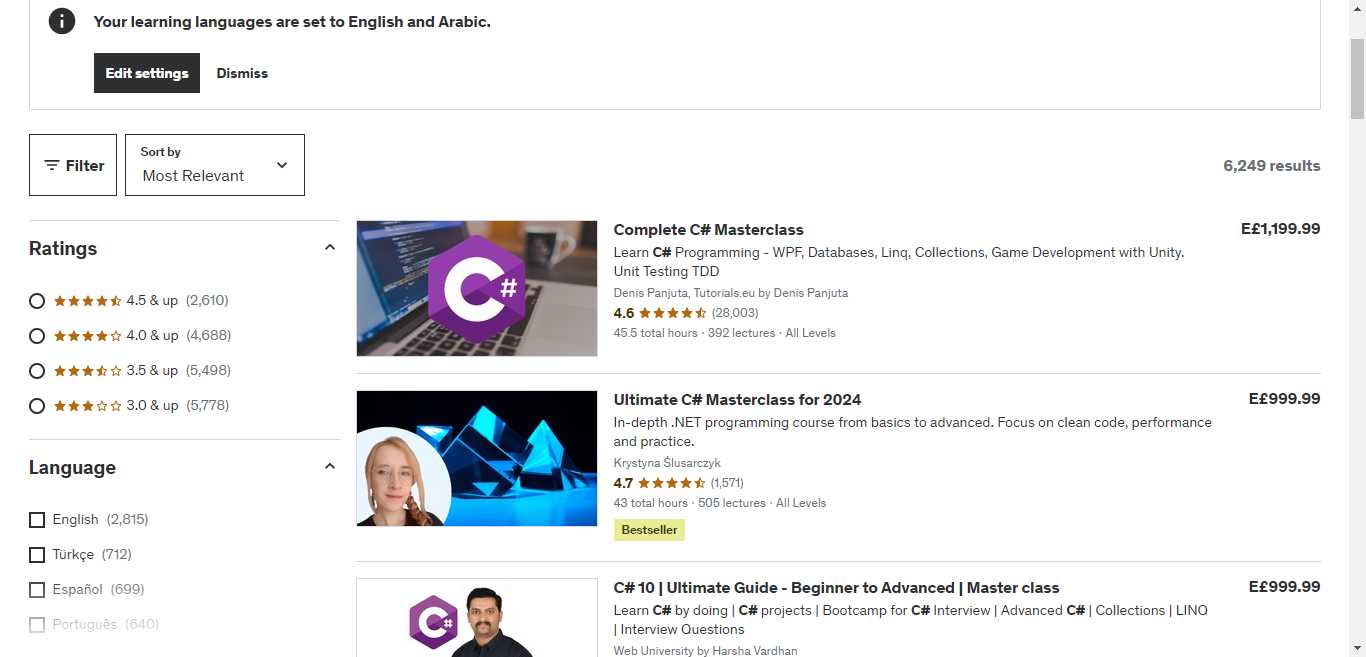 Your learning languages are set to English and Arabic.
Edit settings
Dismiss
Filter
Sort by
Most Relevant
6,249 results
Ratings
4.5 & up (2,610)
4.0 & up (4,688)
3.5 & up (5,498)
3.0 & up (5,778)
Language
English (2,815)
Türkçe (712)
Español (699)
Português (640)
C#
Complete C# Masterclass
E£1,199.99
Learn C# Programming - WPF, Databases, Linq, Collections, Game Development with Unity.
Unit Testing TDD
Denis Panjuta, Tutorials.eu by Denis Panjuta
4.6 (28,003)
45.5 total hours · 392 lectures · All Levels
Ultimate C# Masterclass for 2024
E£999.99
In-depth .NET programming course from basics to advanced. Focus on clean code, performance
and practice.
Krystyna Ślusarczyk
4.7 (1,571)
43 total hours · 505 lectures · All Levels
Bestseller
C#
C# 10 | Ultimate Guide - Beginner to Advanced | Master class
E£999.99
Learn C# by doing | C# projects | Bootcamp for C# Interview | Advanced C# | Collections | LINQ
| Interview Questions
Web University by Harsha Vardhan